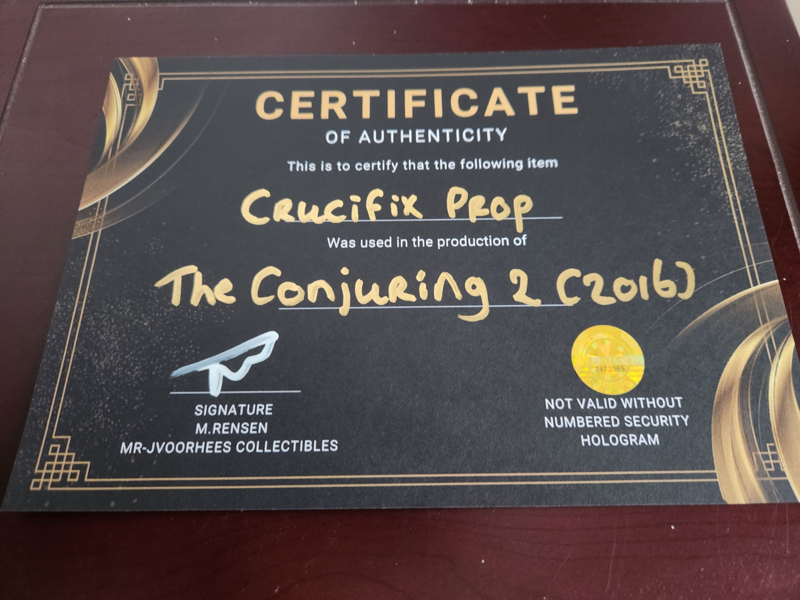 CERTIFICATE
OF AUTHENTICITY
This is to certify that the following item
Crucifix Prop
Was used in the production of
The Conjuring 2 (2016)
SIGNATURE
M.RENSEN
MR-JVOORHEES COLLECTIBLES
NOT VALID WITHOUT
NUMBERED SECURITY
HOLOGRAM